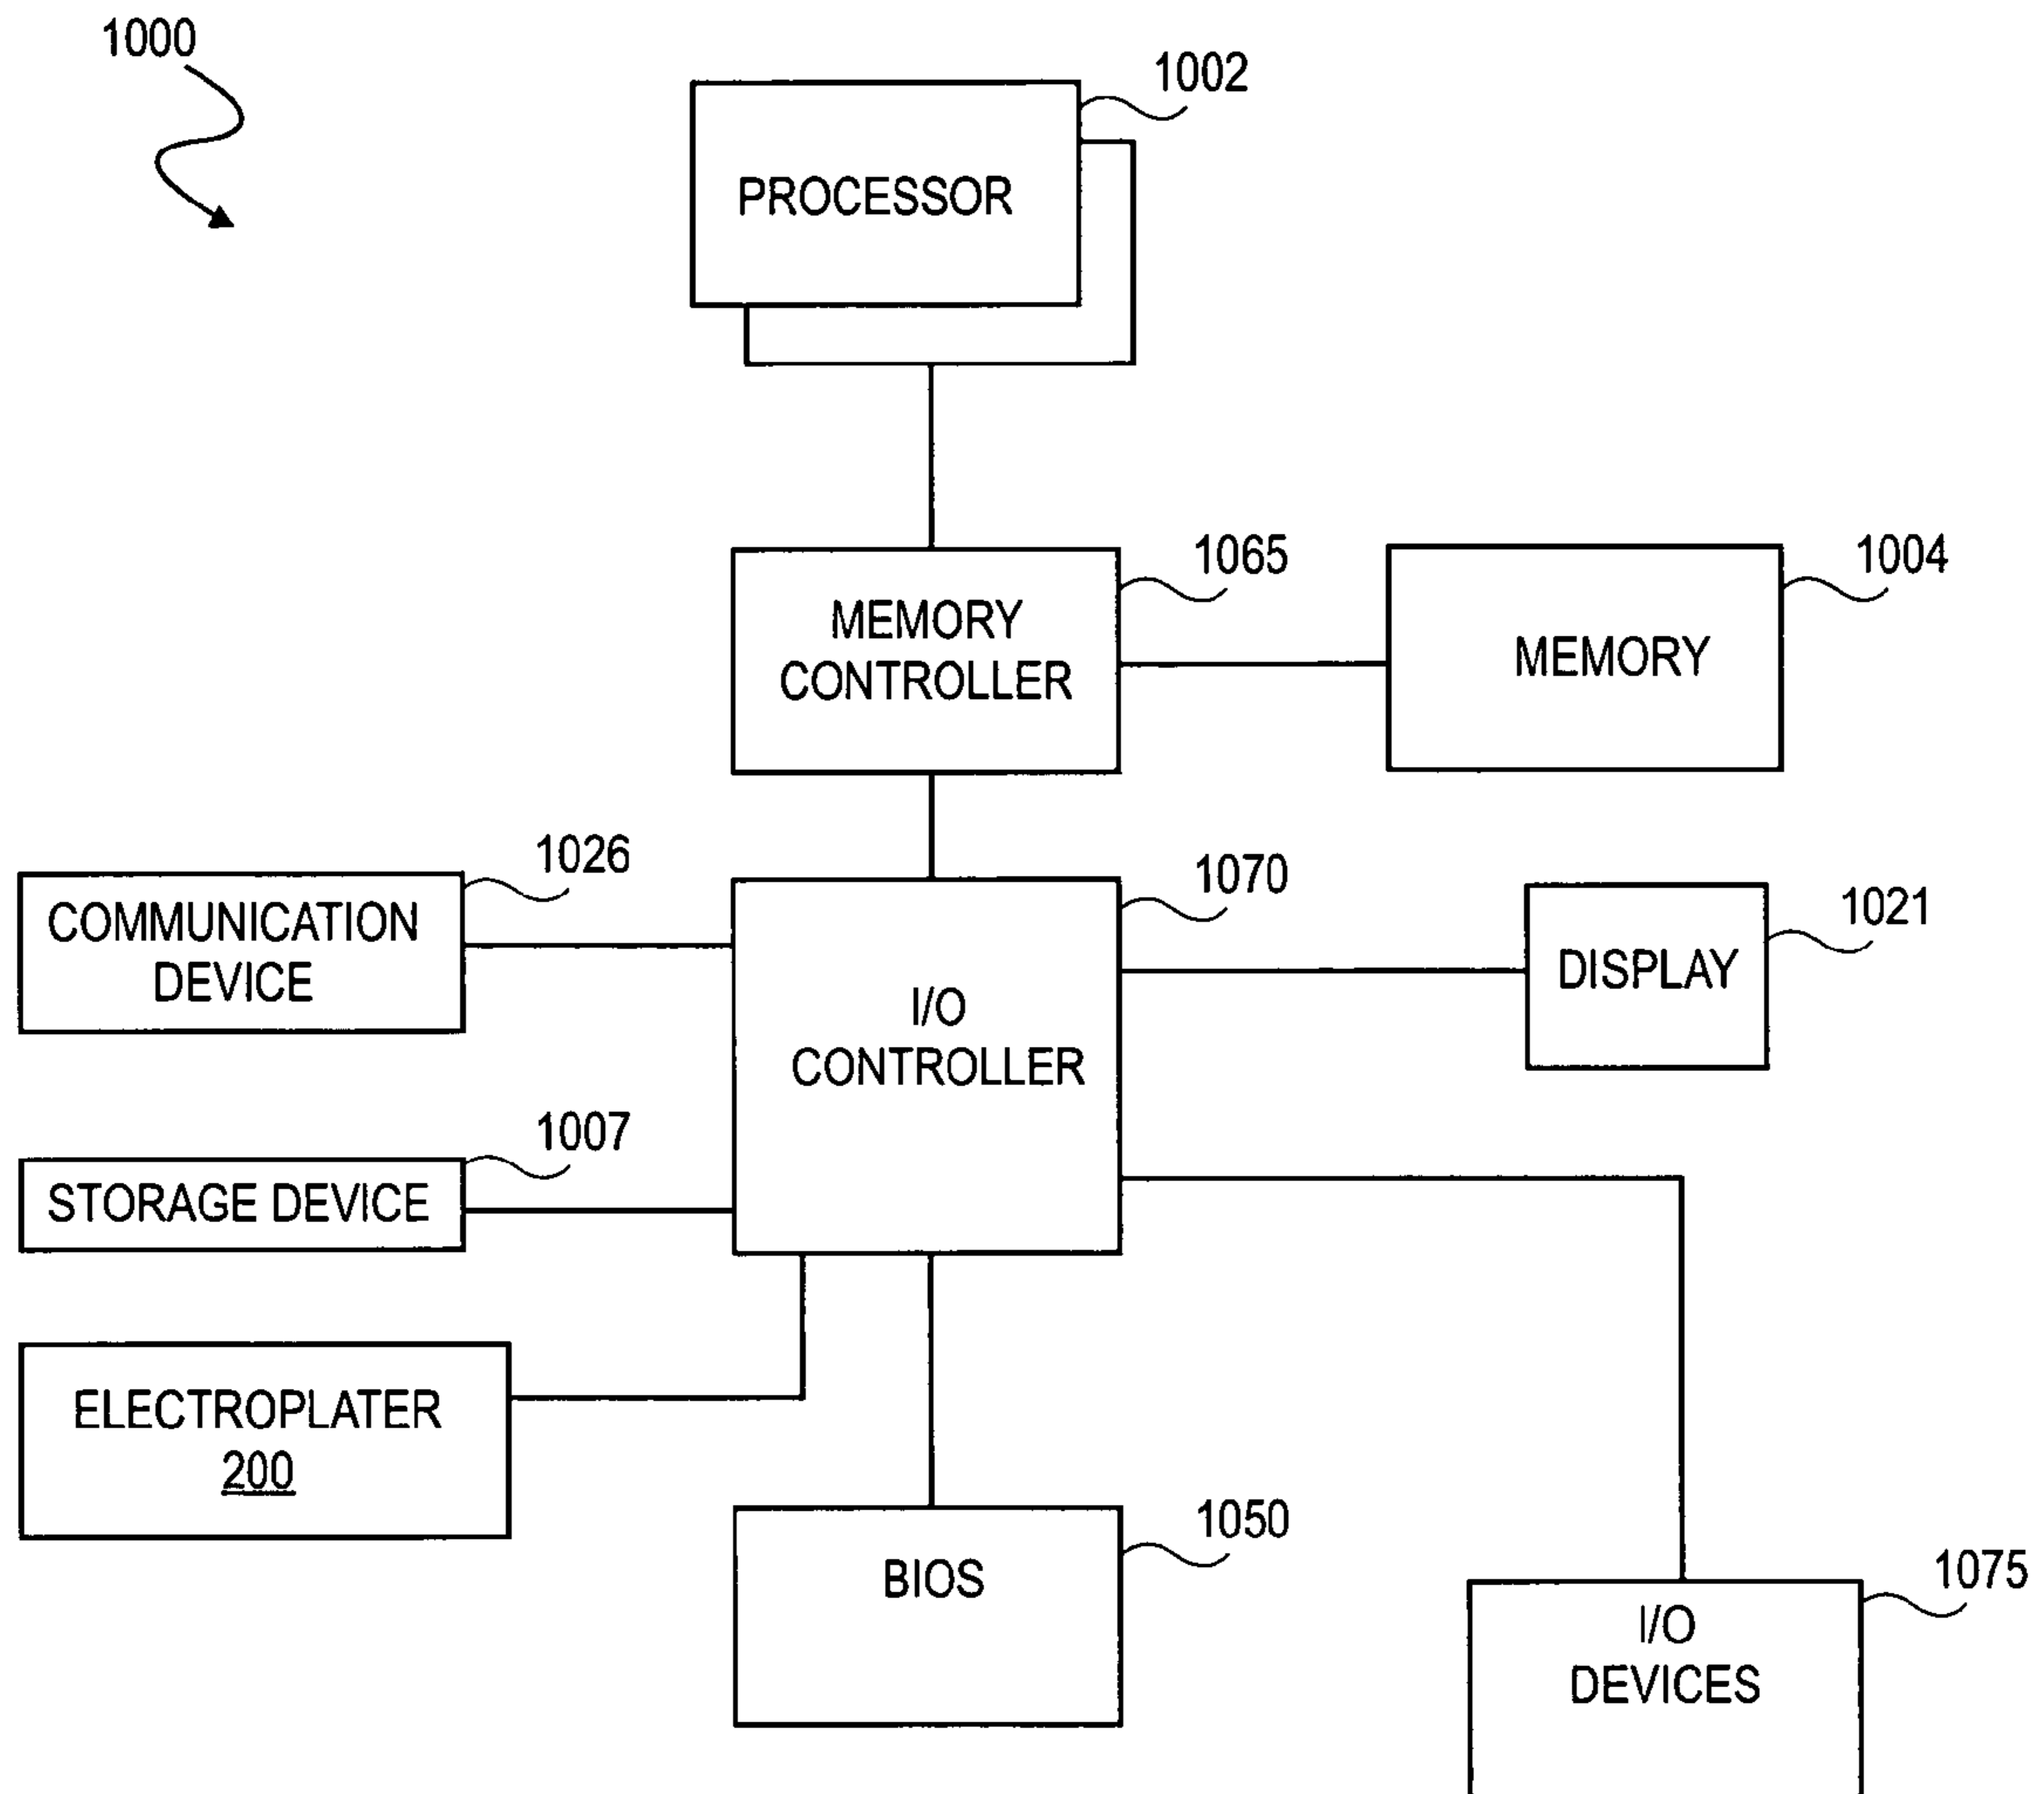 1000
1002
PROCESSOR
1065
MEMORY
CONTROLLER
1004
MEMORY
1026
COMMUNICATION
DEVICE
1070
I/O
CONTROLLER
1021
DISPLAY
1007
STORAGE DEVICE
ELECTROPLATER
200
1050
BIOS
1075
I/O
DEVICES